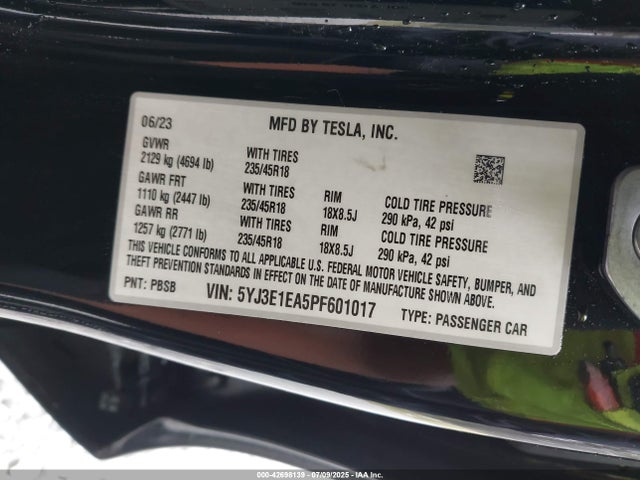 06/23 MFD BY TESLA, INC.
GVWR
2129 kg (4694 lb) WITH TIRES 235/45R18
GAWR FRT
1110 kg (2447 lb) WITH TIRES 235/45R18 RIM 18X8.5J COLD TIRE PRESSURE 290 kPa, 42 psi
GAWR RR
1257 kg (2771 lb) WITH TIRES 235/45R18 RIM 18X8.5J COLD TIRE PRESSURE 290 kPa, 42 psi
THIS VEHICLE CONFORMS TO ALL APPLICABLE U.S. FEDERAL MOTOR VEHICLE SAFETY, BUMPER, AND
THEFT PREVENTION STANDARDS IN EFFECT ON THE DATE OF MANUFACTURE SHOWN ABOVE.
PNT: PBSB VIN: 5YJ3E1EA5PF601017 TYPE: PASSENGER CAR
000-42698139 - 07/09/2025 - IAA, Inc.